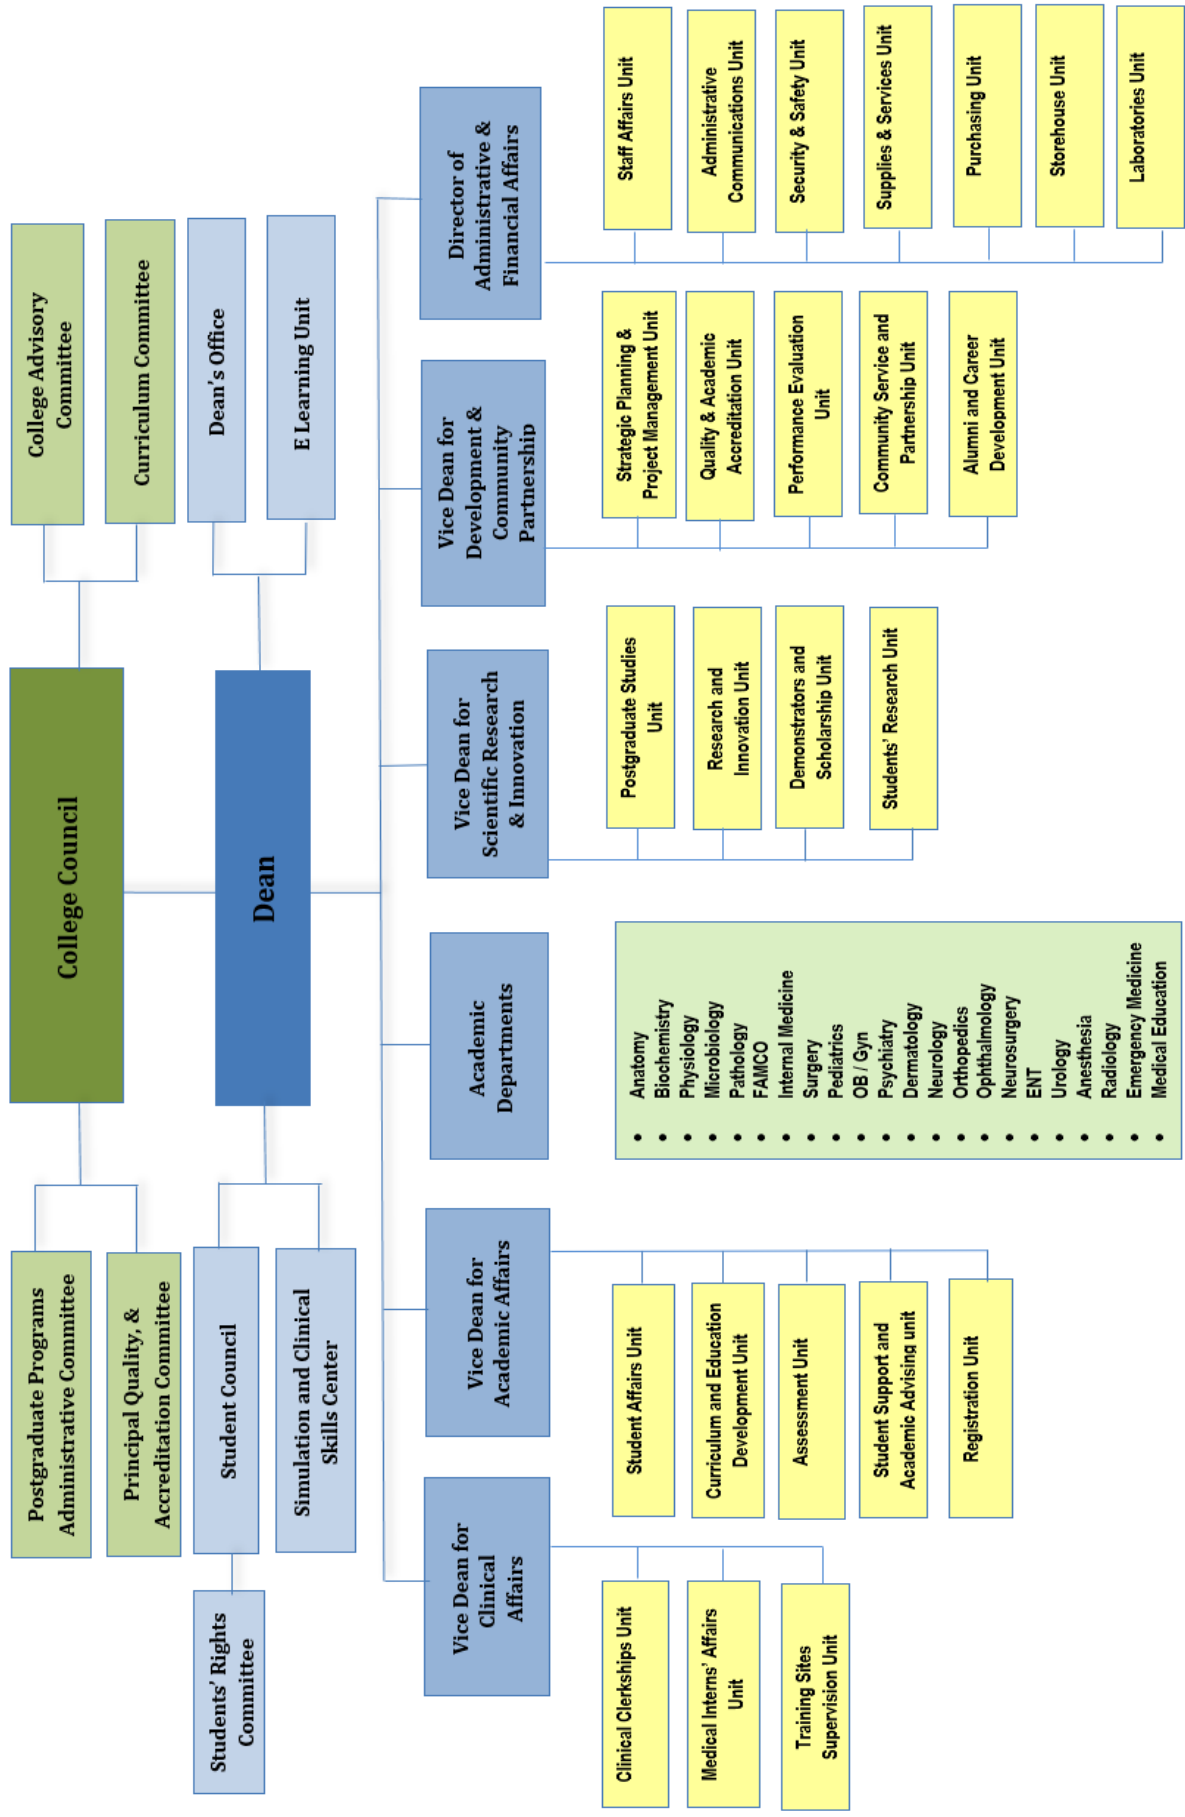 College Council
Postgraduate Programs
Administrative Committee
Principal Quality, &
Accreditation Committee
College Advisory
Committee
Curriculum Committee
Dean
Students' Rights
Committee
Student Council
Simulation and Clinical
Skills Center
Dean's Office
E Learning Unit
Vice Dean for
Clinical
Affairs
Clinical Clerkships Unit
Medical Interns' Affairs
Unit
Training Sites
Supervision Unit
Vice Dean for
Academic Affairs
Student Affairs Unit
Curriculum and Education
Development Unit
Assessment Unit
Student Support and
Academic Advising unit
Registration Unit
Academic
Departments
• Anatomy
• Biochemistry
• Physiology
• Microbiology
• Pathology
• FAMCO
• Internal Medicine
• Surgery
• Pediatrics
• OB / Gyn
• Psychiatry
• Dermatology
• Neurology
• Orthopedics
• Ophthalmology
• Neurosurgery
• ENT
• Urology
• Anesthesia
• Radiology
• Emergency Medicine
• Medical Education
Vice Dean for
Scientific Research
& Innovation
Postgraduate Studies
Unit
Research and
Innovation Unit
Demonstrators and
Scholarship Unit
Students' Research Unit
Vice Dean for
Development &
Community
Partnership
Strategic Planning &
Project Management Unit
Quality & Academic
Accreditation Unit
Performance Evaluation
Unit
Community Service and
Partnership Unit
Alumni and Career
Development Unit
Director of
Administrative &
Financial Affairs
Staff Affairs Unit
Administrative
Communications Unit
Security & Safety Unit
Supplies & Services Unit
Purchasing Unit
Storehouse Unit
Laboratories Unit